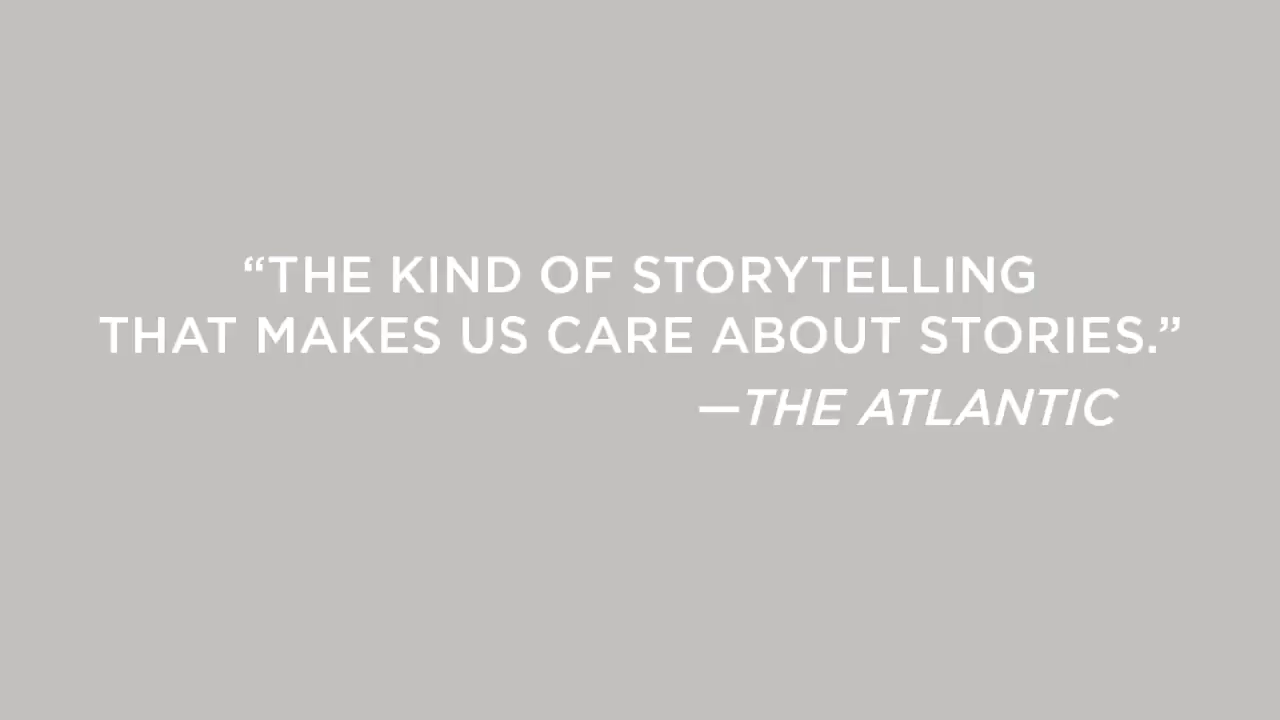 “THE KIND OF STORYTELLING
THAT MAKES US CARE ABOUT STORIES.”
—THE ATLANTIC